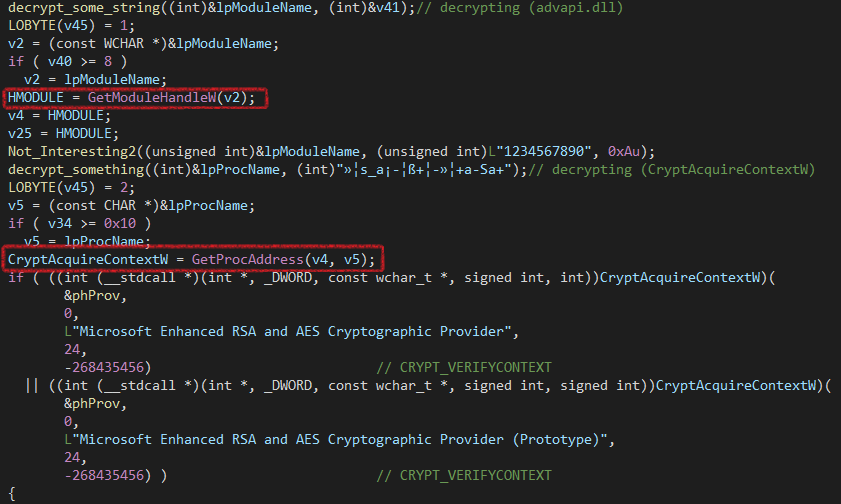 decrypt_some_string((int)&lpModuleName, (int)&v41);// decrypting (advapi.dll)
LOBYTE(v45) = 1;
v2 = (const WCHAR *)&lpModuleName;
if ( v40 >= 8 )
v2 = lpModuleName;
HMODULE = GetModuleHandleW(v2);
v4 = HMODULE;
v25 = HMODULE;
Not_Interesting2((unsigned int)&lpModuleName, (unsigned int)L"1234567890", 0xAu);
decrypt_something((int)&lpProcName, (int)"»¦s_a¡-¦ß+¦-»¦+a-Sa+");// decrypting (CryptAcquireContextW)
LOBYTE(v45) = 2;
v5 = (const CHAR *)&lpProcName;
if ( v34 >= 0x10 )
v5 = lpProcName;
CryptAcquireContextW = GetProcAddress(v4, v5);
if ( ((int (__stdcall *)(int *, _DWORD, const wchar_t *, signed int, int))CryptAcquireContextW)(
&phProv,
0,
L"Microsoft Enhanced RSA and AES Cryptographic Provider",
24,
-268435456) // CRYPT_VERIFYCONTEXT
|| ((int (__stdcall *)(int *, _DWORD, const wchar_t *, signed int, signed int))CryptAcquireContextW)(
&phProv,
0,
L"Microsoft Enhanced RSA and AES Cryptographic Provider (Prototype)",
24,
-268435456) ) // CRYPT_VERIFYCONTEXT
{